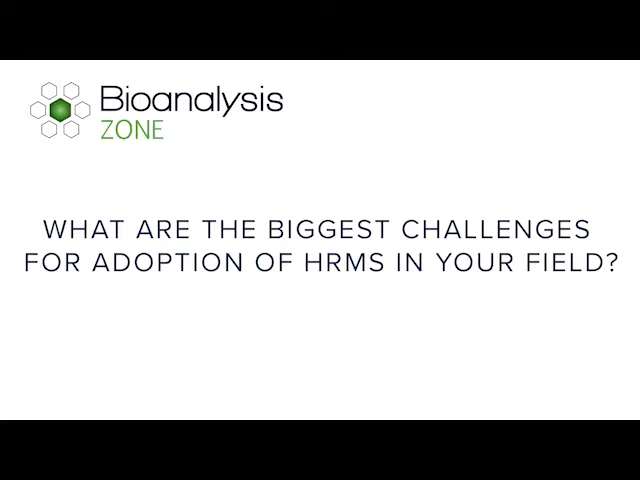 Bioanalysis
ZONE
WHAT ARE THE BIGGEST CHALLENGES
FOR ADOPTION OF HRMS IN YOUR FIELD?